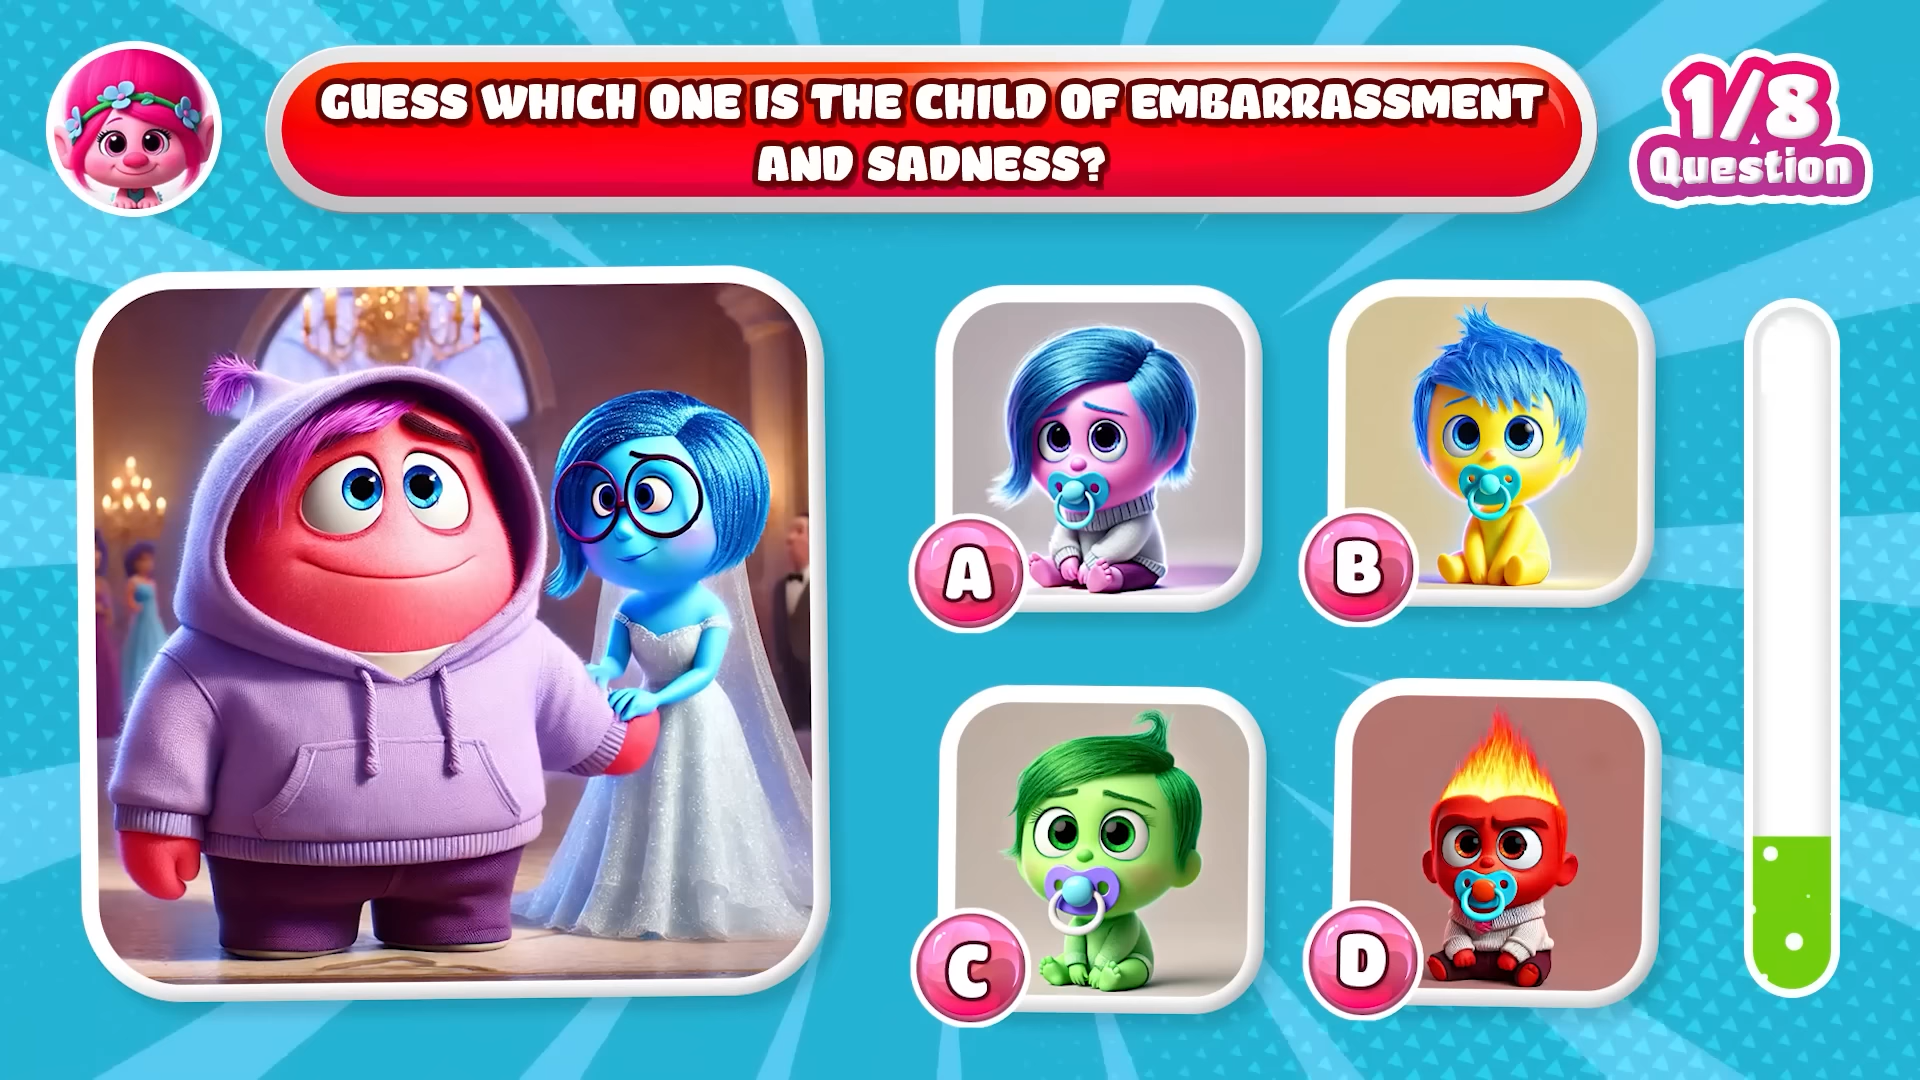 GUESS WHICH ONE IS THE CHILD OF EMBARRASSMENT
AND SADNESS?
1/8
Question
A
B
C
D